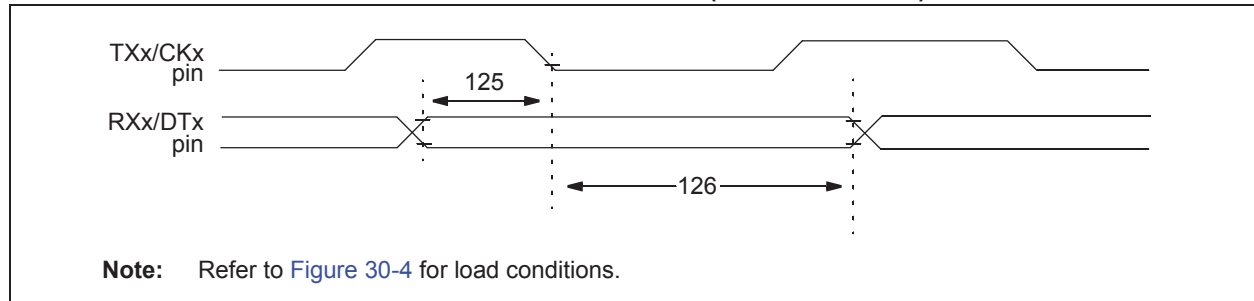 TXx/CKx
pin
125
RXx/DTx
pin
126
Note: Refer to Figure 30-4 for load conditions.